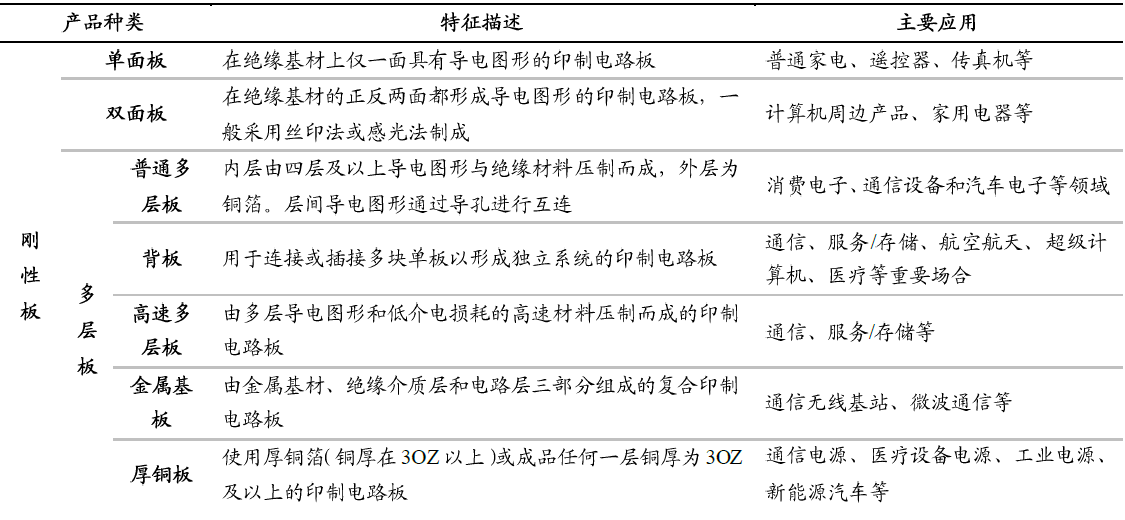 产品种类 特征描述 主要应用
单面板 在绝缘基材上仅一面具有导电图形的印制电路板 普通家电、遥控器、传真机等
双面板 在绝缘基材的正反两面都形成导电图形的印制电路板，一
般采用丝印法或感光法制成
计算机周边产品、家用电器等
普通多
层板
内层由四层及以上导电图形与绝缘材料压制而成，外层为
铜箔。层间导电图形通过导孔进行互连
消费电子、通信设备和汽车电子等领域
刚
性
板
多
层
板
背板 用于连接或插接多块单板以形成独立系统的印制电路板
通信、服务/存储、航空航天、超级计
算机、医疗等重要场合
高速多
层板
由多层导电图形和低介电损耗的高速材料压制而成的印制
电路板
通信、服务/存储等
金属基
板
由金属基材、绝缘介质层和电路层三部分组成的复合印制
电路板
通信无线基站、微波通信等
厚铜板
使用厚铜箔(铜厚在3OZ以上)或成品任何一层铜厚为3OZ
及以上的印制电路板
通信电源、医疗设备电源、工业电源、
新能源汽车等